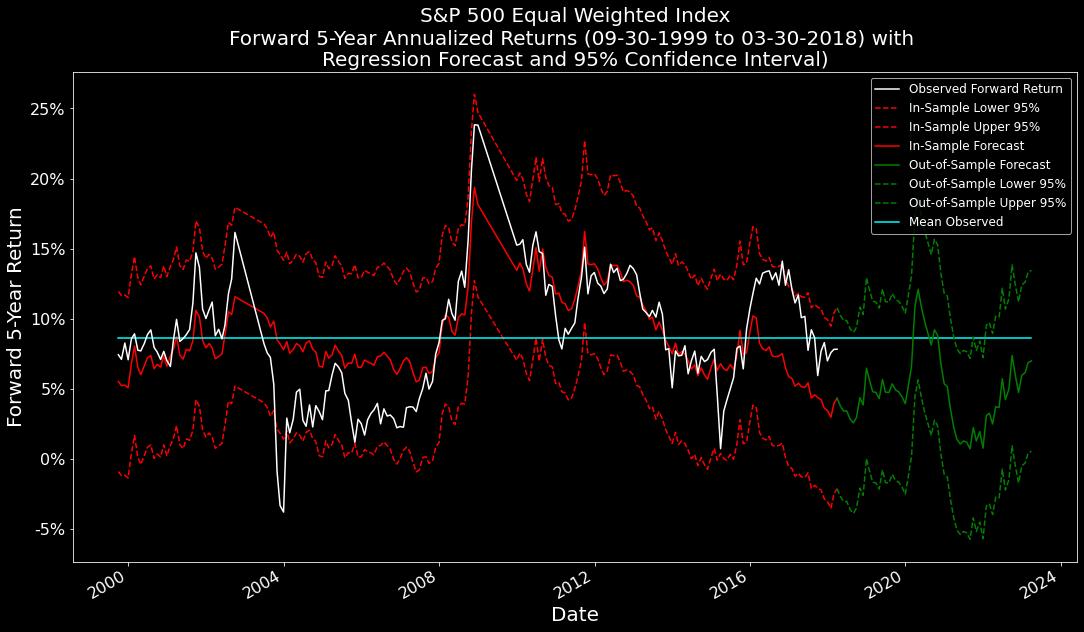 S&P 500 Equal Weighted Index
Forward 5-Year Annualized Returns (09-30-1999 to 03-30-2018) with
Regression Forecast and 95% Confidence Interval)
Observed Forward Return
In-Sample Lower 95%
In-Sample Upper 95%
In-Sample Forecast
Out-of-Sample Forecast
Out-of-Sample Lower 95%
Out-of-Sample Upper 95%
Mean Observed
Forward 5-Year Return
25%
20%
15%
10%
5%
0%
-5%
2000
2004
2008
2012
2016
2020
2024
Date